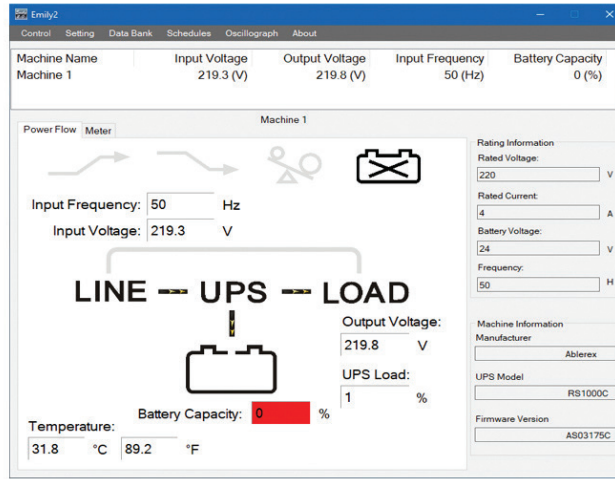 Emily2
Control Setting Data Bank Schedules Oscillograph About
Machine Name Input Voltage Output Voltage Input Frequency Battery Capacity
Machine 1 219.3 (V) 219.8 (V) 50 (Hz) 0 (%)
Machine 1
Power Flow Meter
Input Frequency: 50 Hz
Input Voltage: 219.3 V
LINE UPS LOAD
Output Voltage:
219.8 V
UPS Load:
1 %
Battery Capacity: 0 %
Temperature:
31.8 °C 89.2 °F
Rating Information
Rated Voltage:
220 V
Rated Current:
4 A
Battery Voltage:
24 V
Frequency:
50 H
Machine Information
Manufacturer
Ablerex
UPS Model
RS1000C
Firmware Version
AS03175C